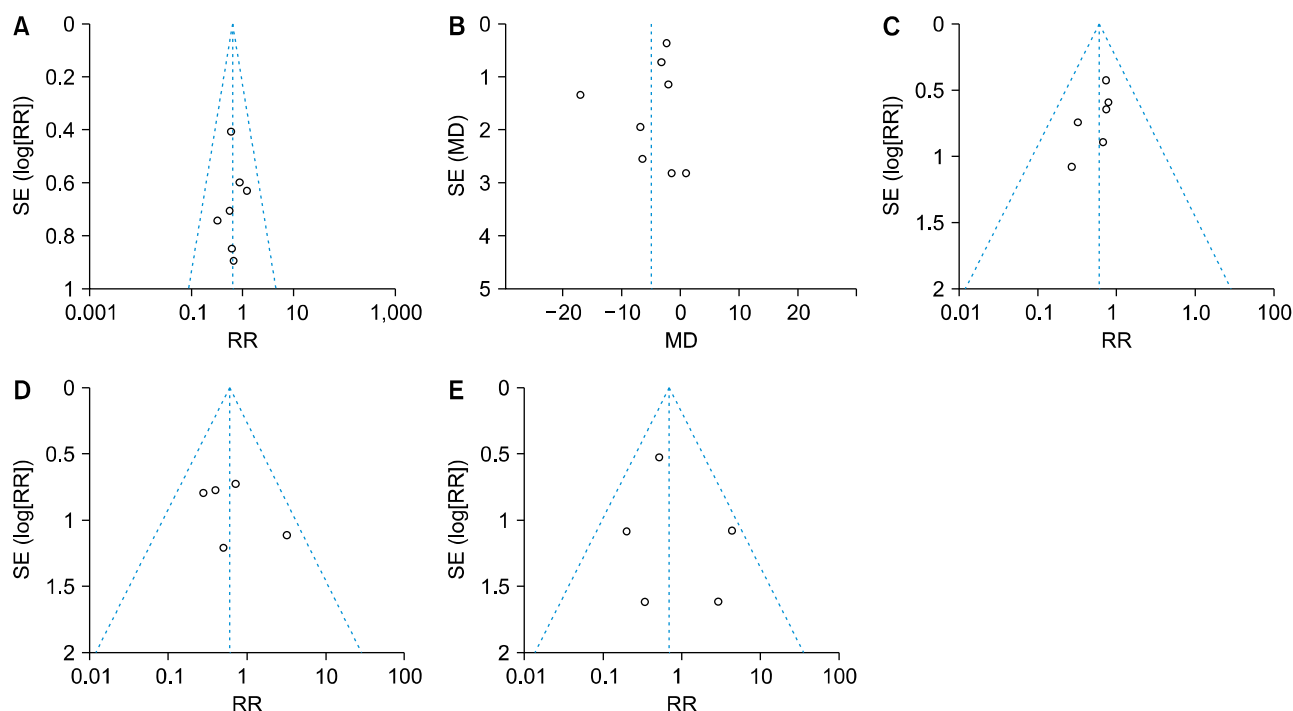 A
SE (log[RR])
0
0.2
0.4
0.6
0.8
1
0.001 0.1 1 10 1,000
RR
B
SE (MD)
0
1
2
3
4
5
−20 −10 0 10 20
MD
C
SE (log[RR])
0
0.5
1
1.5
2
0.01 0.1 1 1.0 100
RR
D
SE (log[RR])
0
0.5
1
1.5
2
0.01 0.1 1 10 100
RR
E
SE (log[RR])
0
0.5
1
1.5
2
0.01 0.1 1 10 100
RR